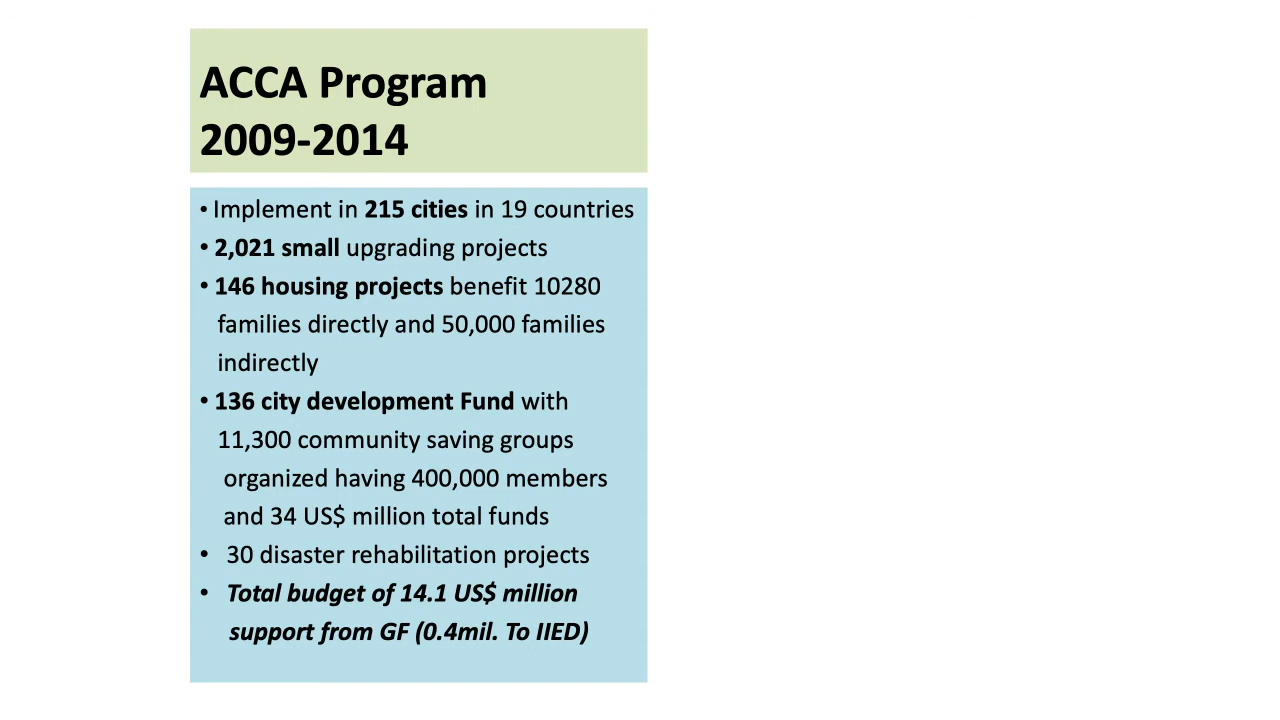 ACCA Program
2009-2014
• Implement in 215 cities in 19 countries
• 2,021 small upgrading projects
• 146 housing projects benefit 10280
families directly and 50,000 families
indirectly
• 136 city development Fund with
11,300 community saving groups
organized having 400,000 members
and 34 US$ million total funds
• 30 disaster rehabilitation projects
• Total budget of 14.1 US$ million
support from GF (0.4mil. To IIED)